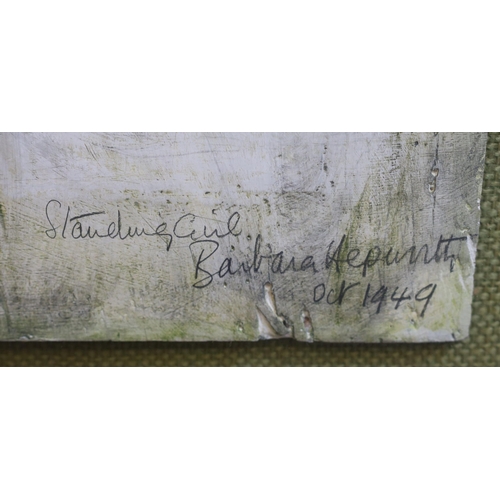 Standing Girl
Barbara Hepworth
Oct 1949